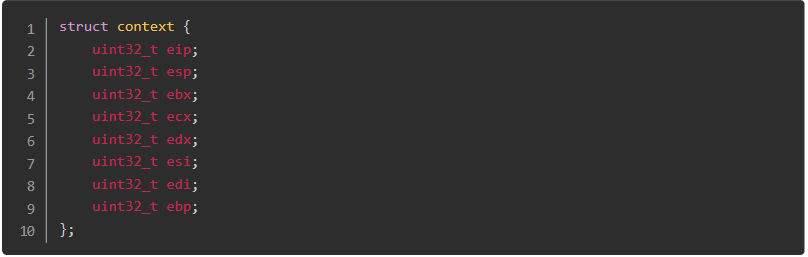 1 struct context {
2     uint32_t eip;
3     uint32_t esp;
4     uint32_t ebx;
5     uint32_t ecx;
6     uint32_t edx;
7     uint32_t esi;
8     uint32_t edi;
9     uint32_t ebp;
10 };